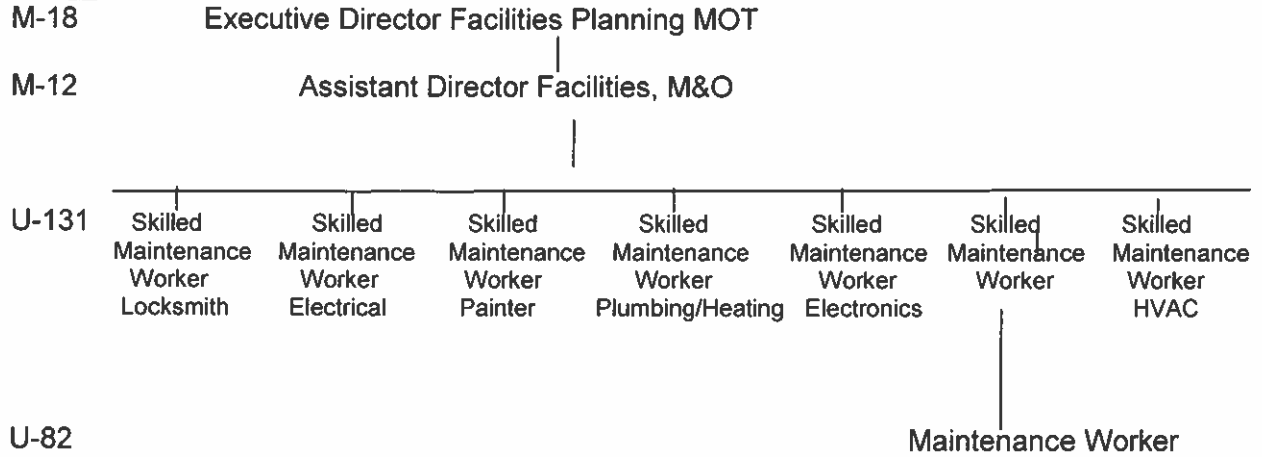 M-18 Executive Director Facilities Planning MOT
M-12 Assistant Director Facilities, M&O
U-131 Skilled Skilled Skilled Skilled Skilled Skilled Skilled
Maintenance Maintenance Maintenance Maintenance Maintenance Maintenance Maintenance
Worker Worker Worker Worker Worker Worker Worker
Locksmith Electrical Painter Plumbing/Heating Electronics HVAC
U-82 Maintenance Worker